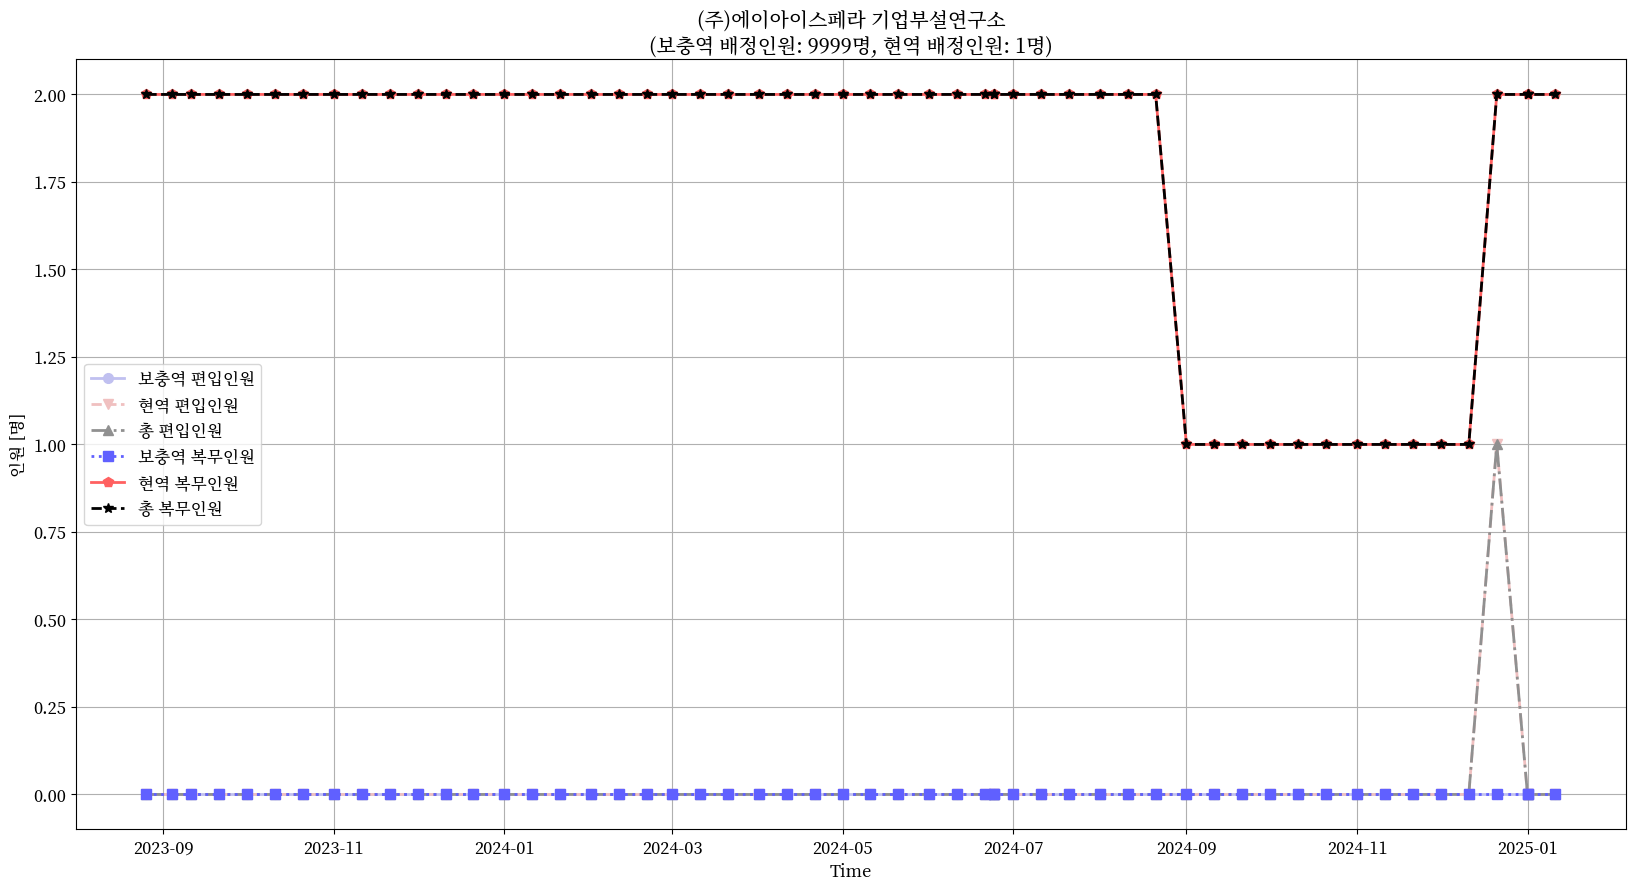 (주)에이아이스페라 기업부설연구소
(보충역 배정인원: 9999명, 현역 배정인원: 1명)
인원 [명]
2.00
1.75
1.50
1.25
1.00
0.75
0.50
0.25
0.00
보충역 편입인원
현역 편입인원
총 편입인원
보충역 복무인원
현역 복무인원
총 복무인원
2023-09 2023-11 2024-01 2024-03 2024-05 2024-07 2024-09 2024-11 2025-01
Time